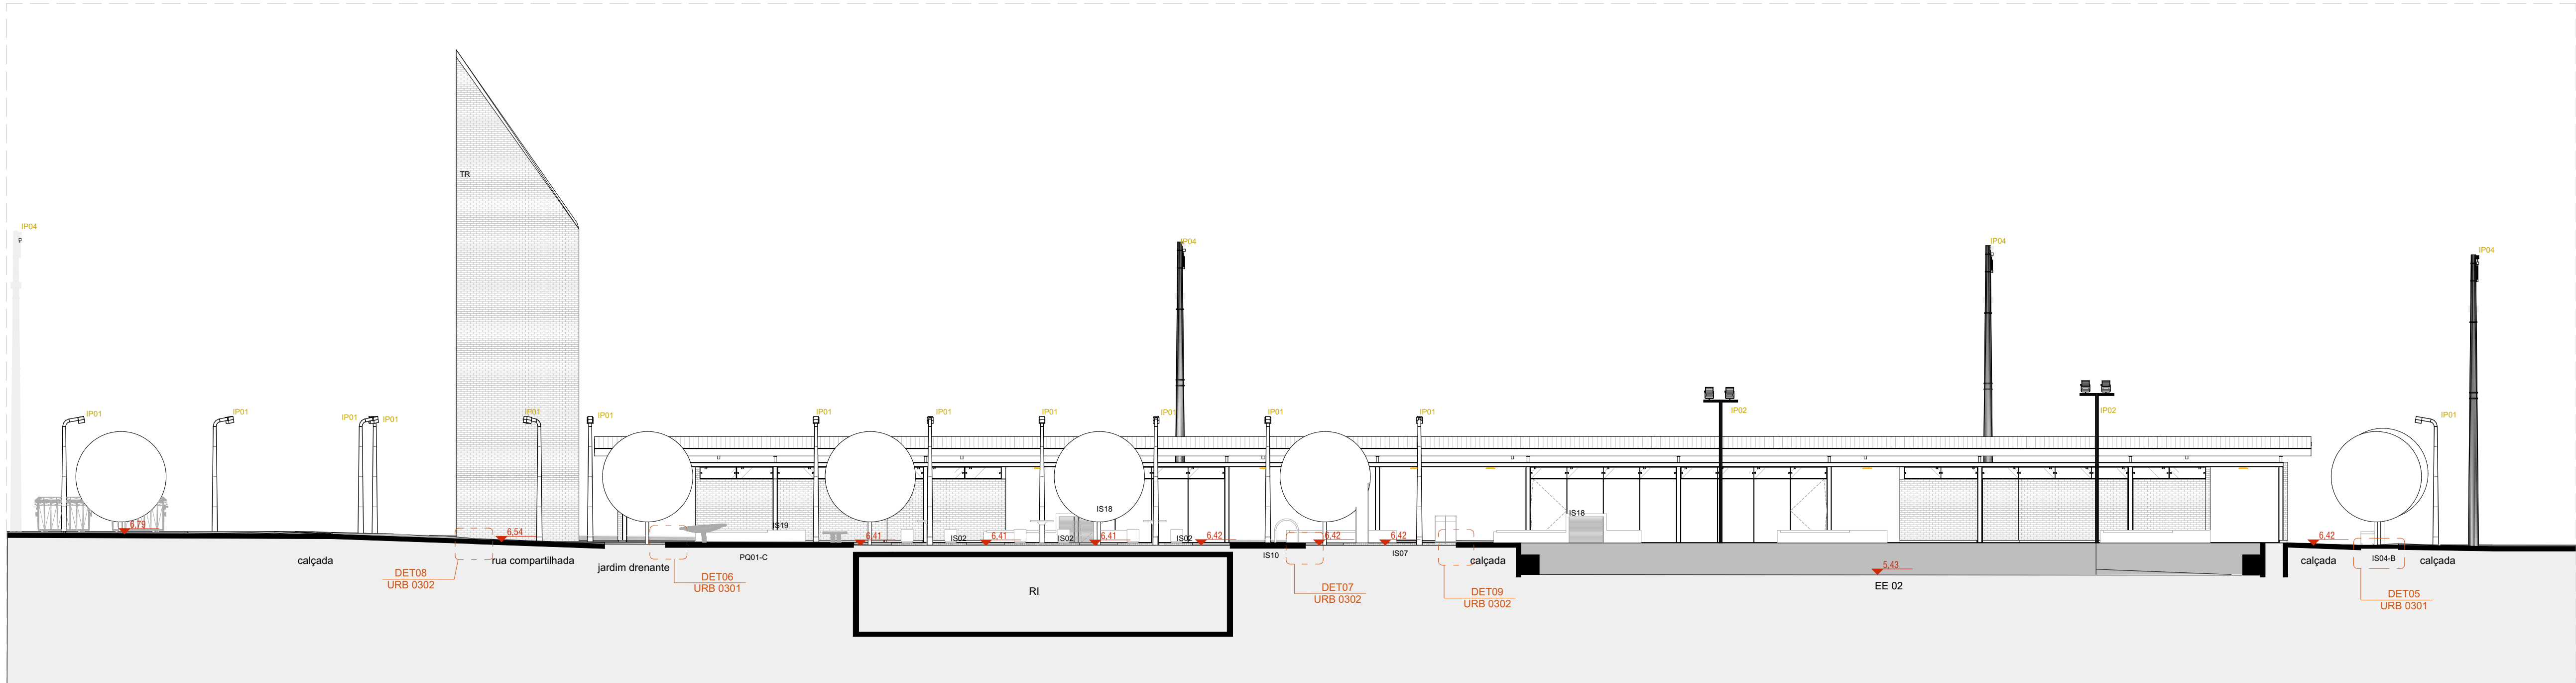 TR
IP04
IP04
IP04
IP04
IP01
IP01
IP01
IP01
IP01
IP01
IP01
IP01
IP01
IP01
IP01
IP01
IP02
IP02
IP01
IS18
IS18
IS19
6,79
6,54
6,41
IS02
6,41
IS02
6,41
IS02
6,42
6,42
6,42
6,42
PQ01-C
IS10
IS07
IS04-B
calçada
rua compartilhada
jardim drenante
calçada
calçada
calçada
5,43
DET08
URB 0302
DET06
URB 0301
RI
DET07
URB 0302
DET09
URB 0302
EE 02
DET05
URB 0301